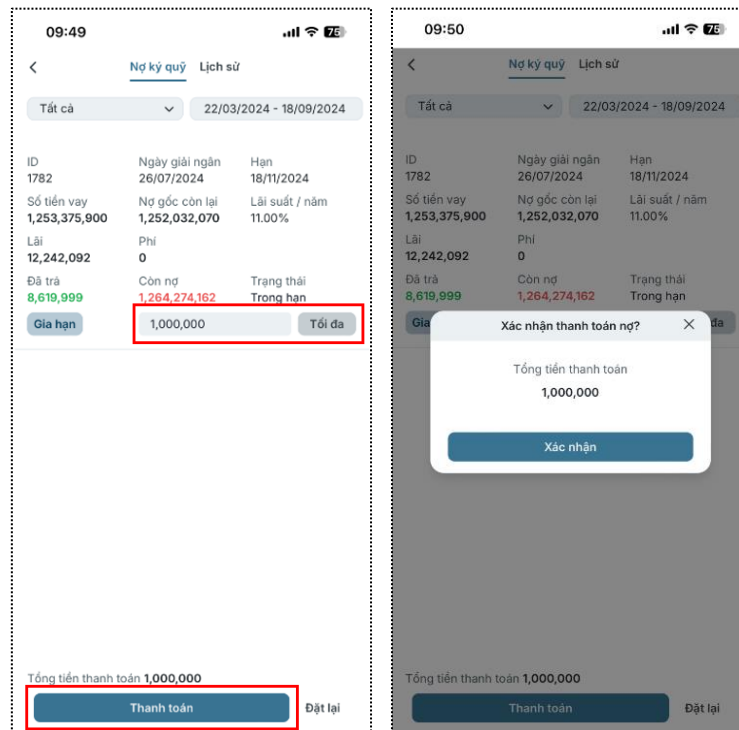 09:49
75
Nợ ký quỹ Lịch sử
Tất cả 22/03/2024 - 18/09/2024
ID Ngày giải ngân Hạn
1782 26/07/2024 18/11/2024
Số tiền vay Nợ gốc còn lại Lãi suất / năm
1,253,375,900 1,252,032,070 11.00%
Lãi Phí
12,242,092 0
Đã trả Còn nợ Trạng thái
8,619,999 1,264,274,162 Trong hạn
Gia hạn 1,000,000 Tối đa
Tổng tiền thanh toán 1,000,000
Thanh toán Đặt lại
09:50
75
Nợ ký quỹ Lịch sử
Tất cả 22/03/2024 - 18/09/2024
ID Ngày giải ngân Hạn
1782 26/07/2024 18/11/2024
Số tiền vay Nợ gốc còn lại Lãi suất / năm
1,253,375,900 1,252,032,070 11.00%
Lãi Phí
12,242,092 0
Đã trả Còn nợ Trạng thái
8,619,999 1,264,274,162 Trong hạn
Gia đa
Xác nhận thanh toán nợ?
Tổng tiền thanh toán
1,000,000
Xác nhận
Tổng tiền thanh toán 1,000,000
Thanh toán Đặt lại